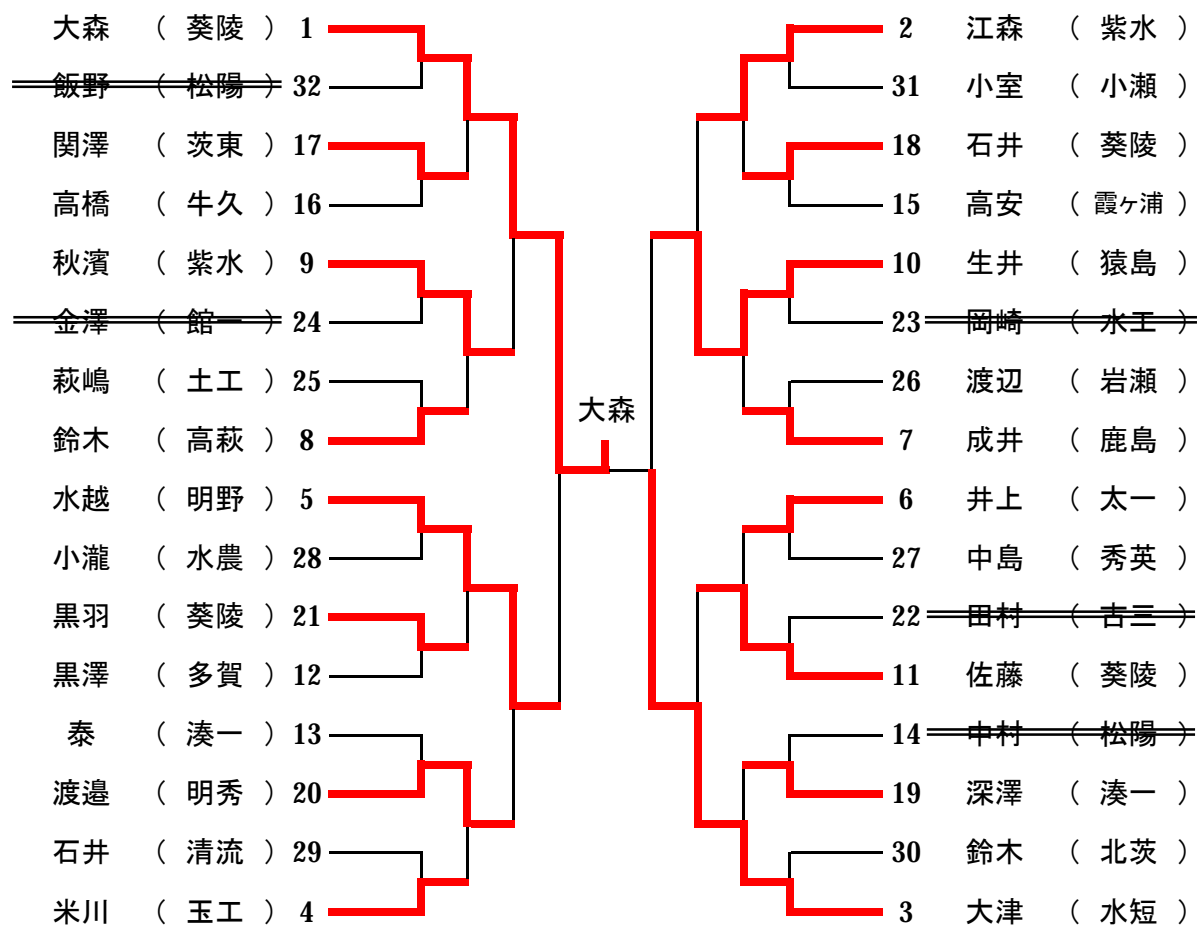 大森 （ 葵陵 ） 1
飯野 （ 松陽 ） 32
関澤 （ 茨東 ） 17
高橋 （ 牛久 ） 16
秋濱 （ 紫水 ） 9
金澤 （ 館一 ） 24
萩嶋 （ 土工 ） 25
鈴木 （ 高萩 ） 8
水越 （ 明野 ） 5
小瀧 （ 水農 ） 28
黒羽 （ 葵陵 ） 21
黒澤 （ 多賀 ） 12
泰 （ 湊一 ） 13
渡邉 （ 明秀 ） 20
石井 （ 清流 ） 29
米川 （ 玉工 ） 4
大森
2 江森 （ 紫水 ）
31 小室 （ 小瀬 ）
18 石井 （ 葵陵 ）
15 高安 （ 霞ヶ浦 ）
10 生井 （ 猿島 ）
23 岡崎 （ 水工 ）
26 渡辺 （ 岩瀬 ）
7 成井 （ 鹿島 ）
6 井上 （ 太一 ）
27 中島 （ 秀英 ）
22 田村 （ 古三 ）
11 佐藤 （ 葵陵 ）
14 中村 （ 松陽 ）
19 深澤 （ 湊一 ）
30 鈴木 （ 北茨 ）
3 大津 （ 水短 ）